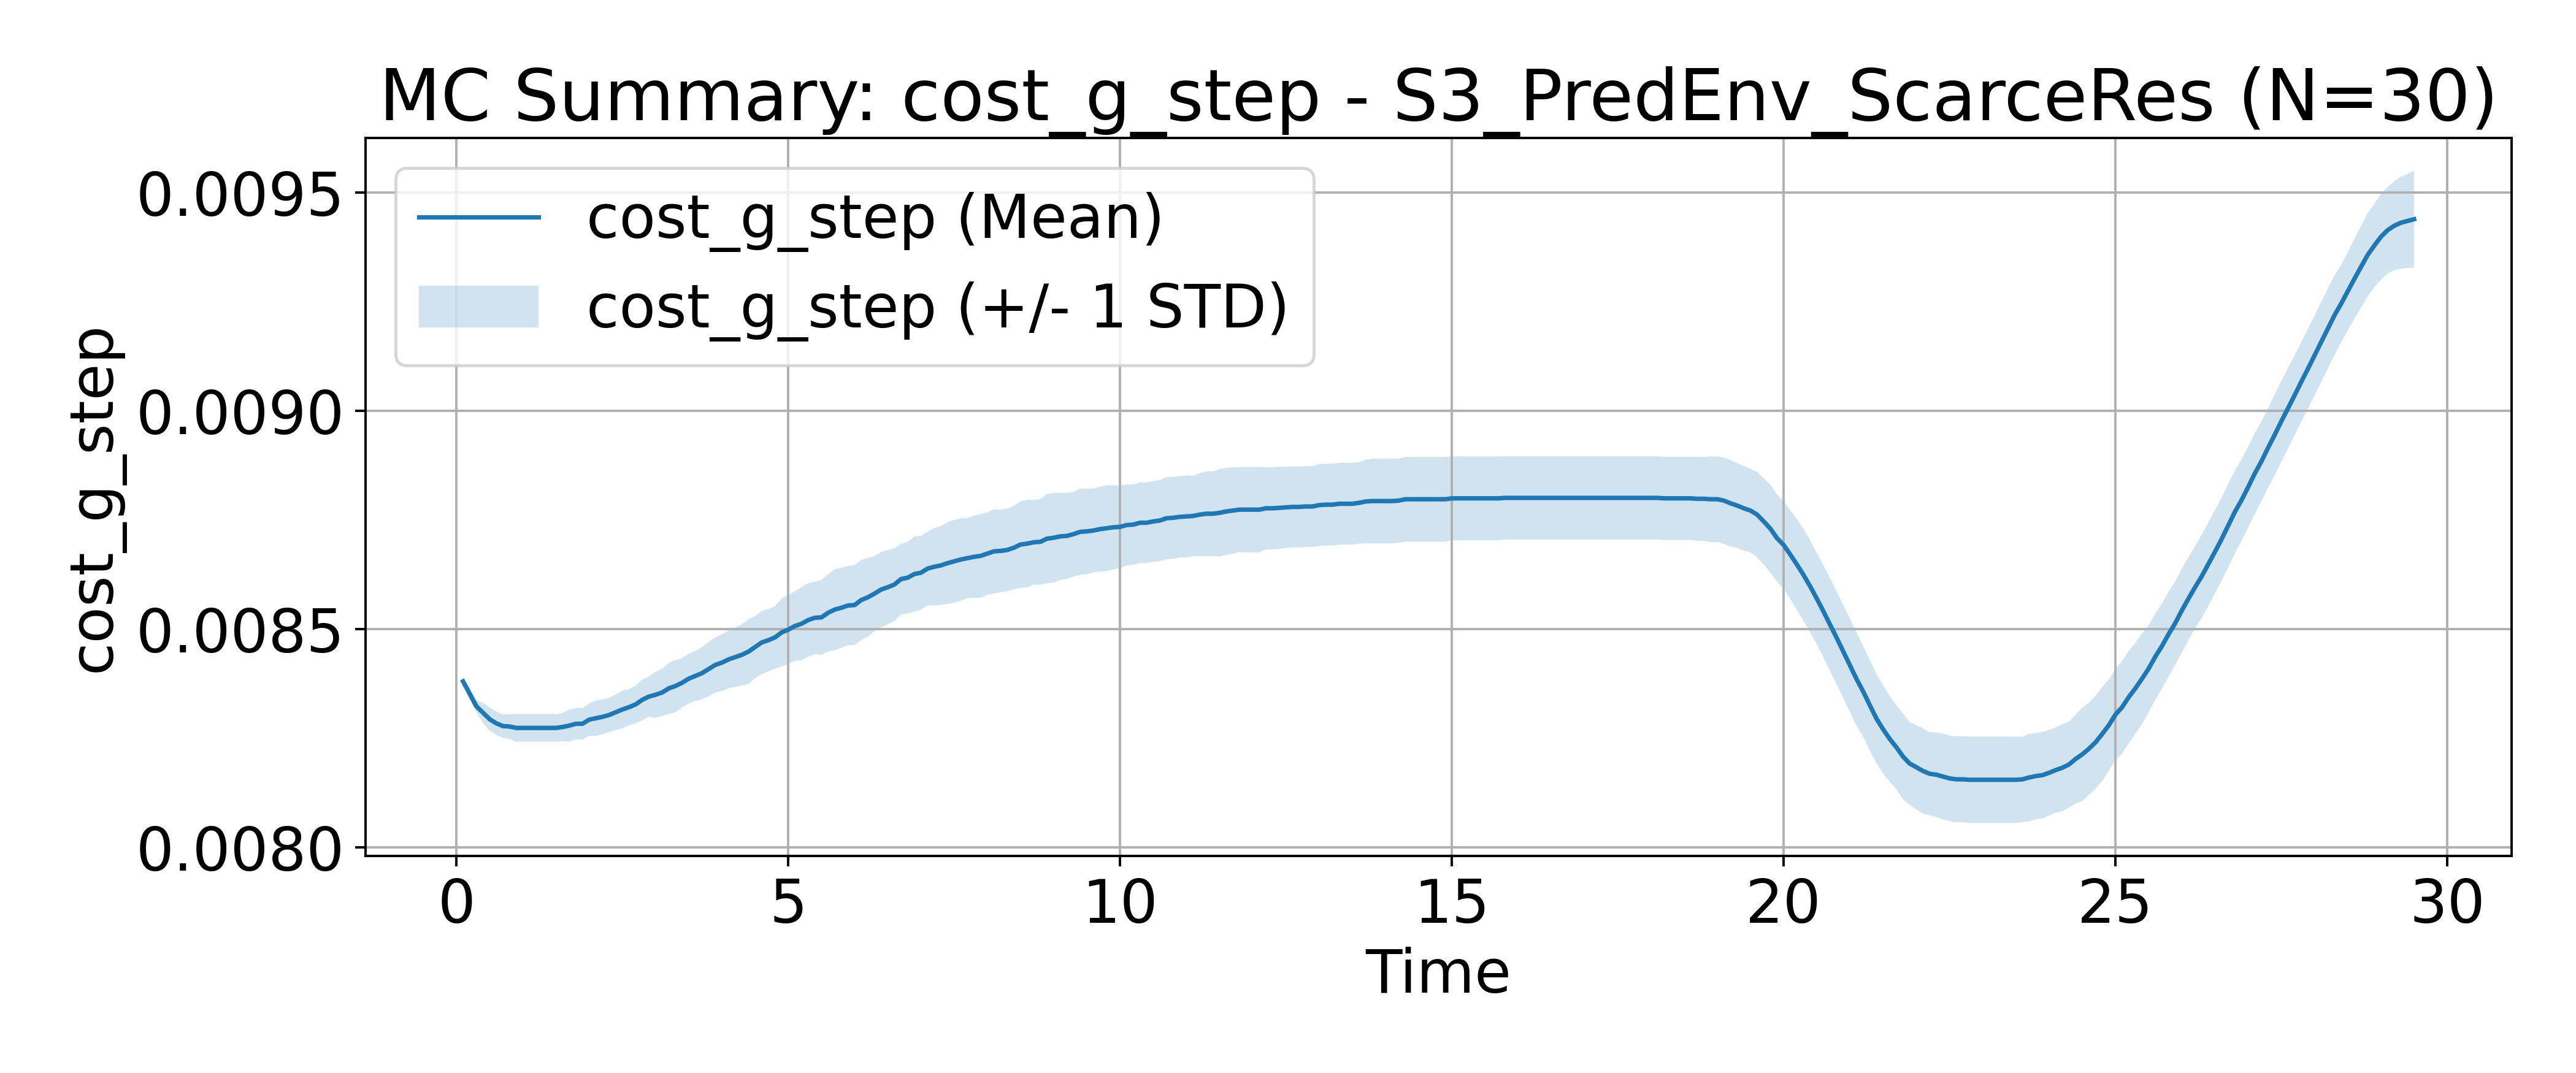 MC Summary: cost_g_step - S3_PredEnv_ScarceRes (N=30)
cost_g_step (Mean)
cost_g_step (+/- 1 STD)
cost_g_step
0.0095
0.0090
0.0085
0.0080
0 5 10 15 20 25 30
Time